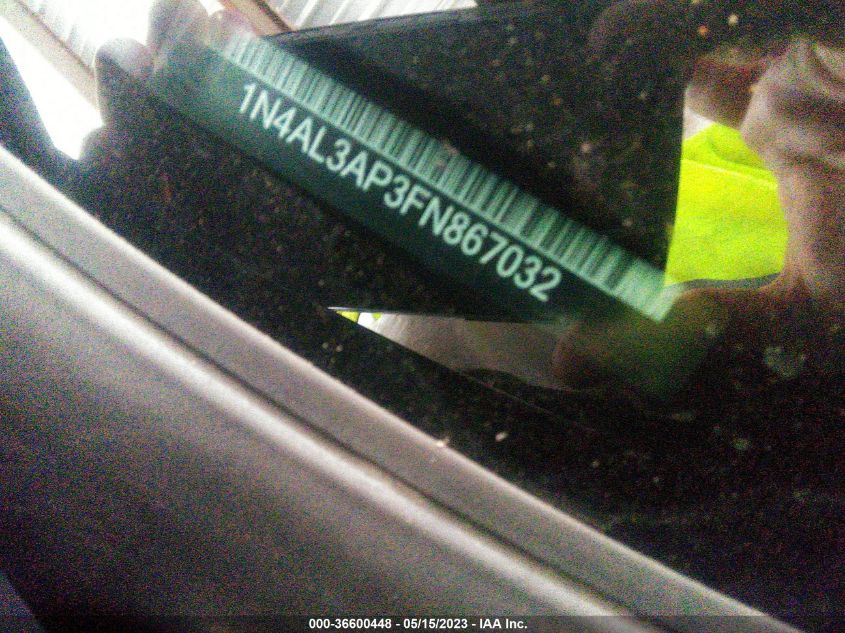 1N4AL3AP3FN867032
000-36600448 - 05/15/2023 - IAA Inc.